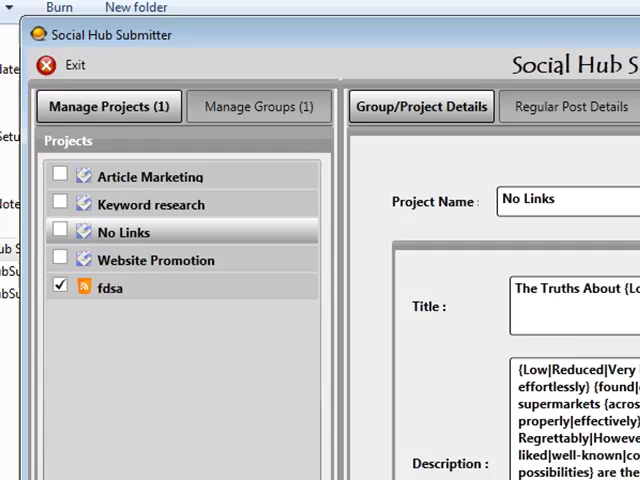 Burn New folder
Social Hub Submitter
Exit
Social Hub S
Manage Projects (1) Manage Groups (1) Group/Project Details Regular Post Details
Projects
Article Marketing
Keyword research
No Links
Website Promotion
fdsa
Project Name : No Links
Title : The Truths About {Lo
{Low|Reduced|Very
effortlessly} {found|
supermarkets {acros
properly|effectively}
Regrettably|Howeve
liked|well-known|co
Description : possibilities} are the